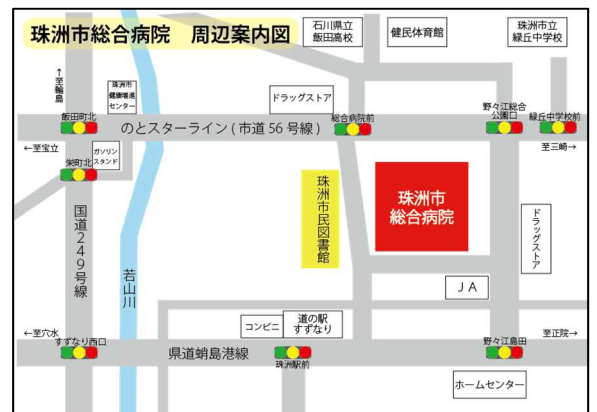 珠洲市総合病院　周辺案内図
石川県立
飯田高校
健民体育館
珠洲市立
緑丘中学校
←至輪島
珠洲市
健康増進
センター
ドラッグストア
飯田町北
のとスターライン(市道56号線)
総合病院前
野々江総合
公園口
緑丘中学校前
←至宝立
ガソリン
スタンド
至三崎→
栄町北
国道249号線
若山川
珠洲市民図書館
珠洲市
総合病院
ドラッグストア
JA
コンビニ
道の駅
すずなり
←至穴水
至正院→
すずなり西口
県道蛸島港線
珠洲駅前
野々江島田
ホームセンター